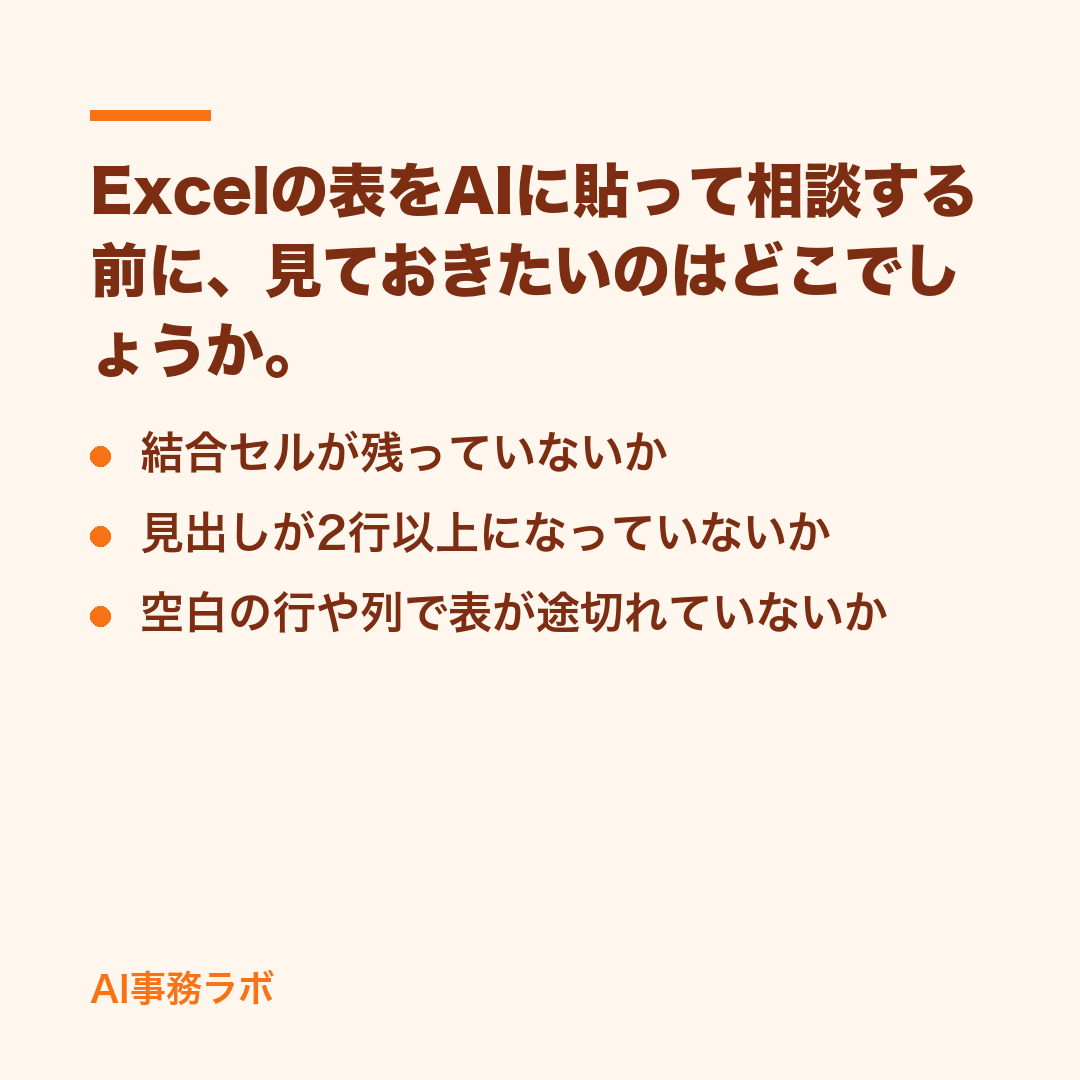 Excelの表をAIに貼って相談する
前に、見ておきたいのはどこでし
ょうか。
結合セルが残っていないか
見出しが2行以上になっていないか
空白の行や列で表が途切れていないか
AI事務ラボ